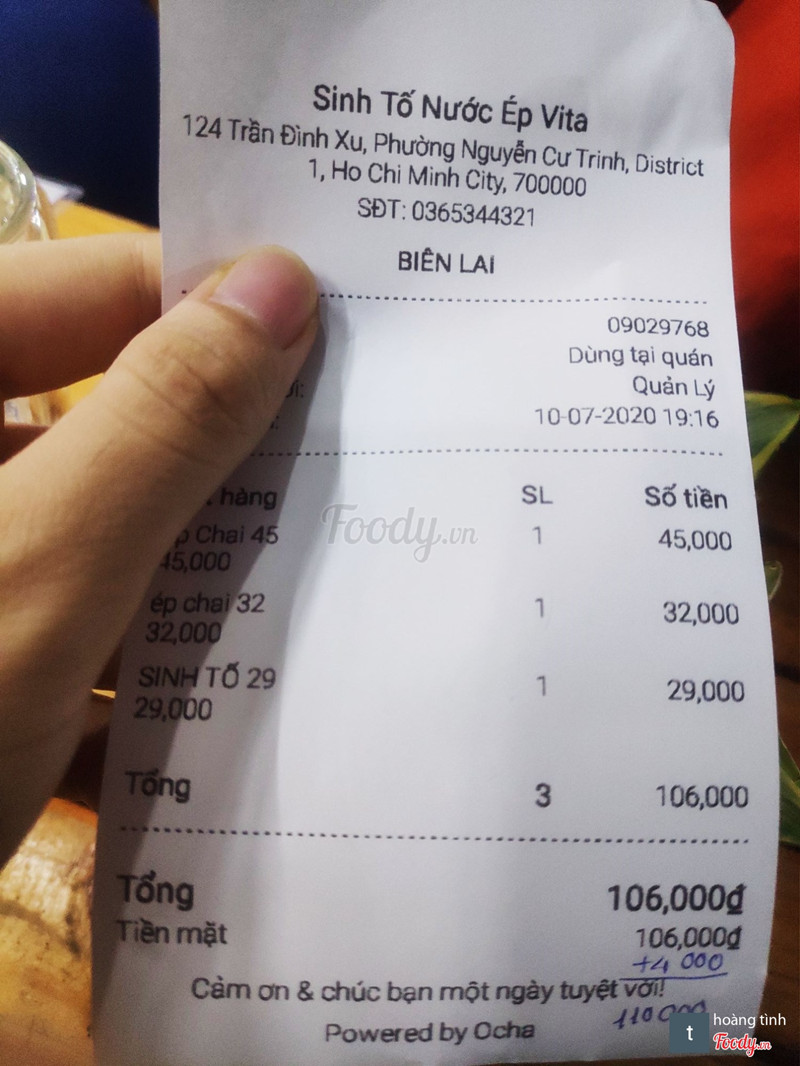 Sinh Tố Nước Ép Vita
124 Trần Đình Xu, Phường Nguyễn Cư Trinh, District
1, Ho Chi Minh City, 700000
SĐT: 0365344321
BIÊN LAI
09029768
Dùng tại quán
Quản Lý
10-07-2020 19:16
hàng SL Số tiền
Chai 45 1 45,000
45,000
ép chai 32 1 32,000
32,000
SINH TỐ 29 1 29,000
29,000
Tổng 3 106,000
Tổng 106,000đ
Tiền mặt 106,000đ
+4 000
Cảm ơn & chúc bạn một ngày tuyệt vời!
110 000
Powered by Ocha
Foody.vn
t hoàng tình
Foody.vn